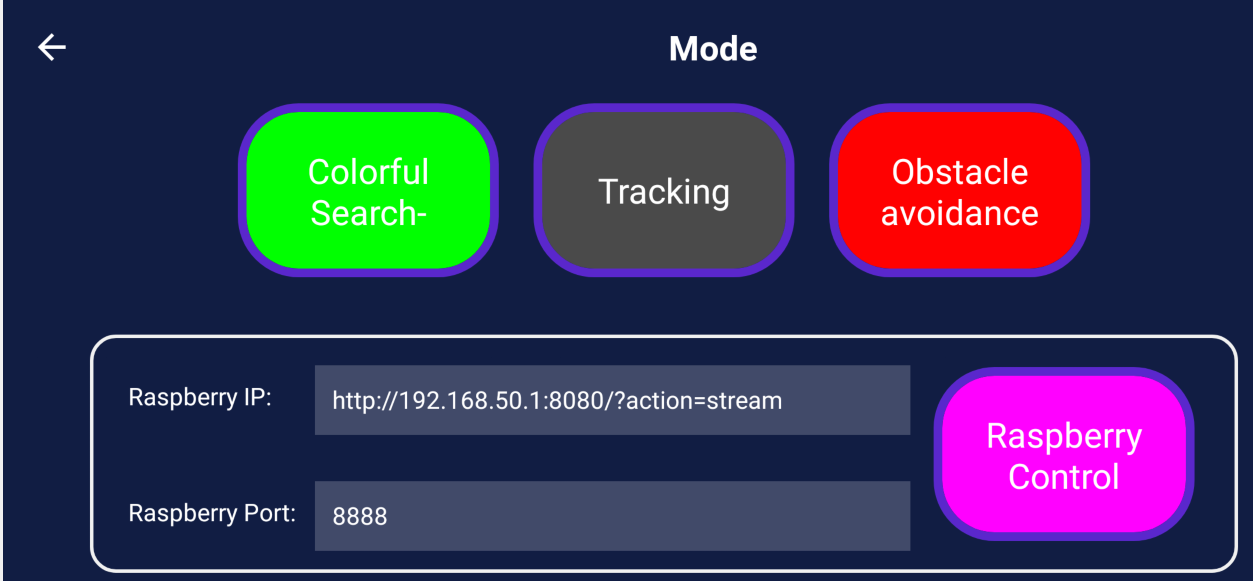 Mode
Colorful
Search-
Tracking
Obstacle
avoidance
Raspberry IP:
http://192.168.50.1:8080/?action=stream
Raspberry Port:
8888
Raspberry
Control